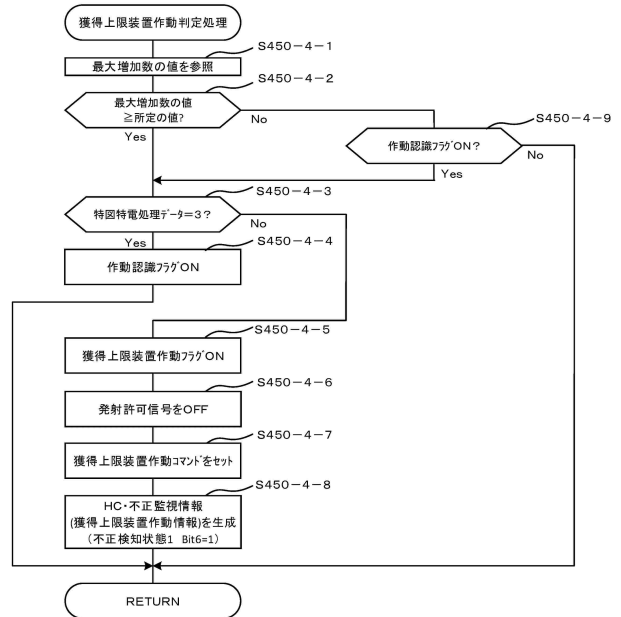 獲得上限装置作動判定処理
S450-4-1
最大増加数の値を参照
S450-4-2
最大増加数の値
≧所定の値?
No
Yes
S450-4-9
作動認識フラグON?
No
Yes
S450-4-3
特図特電処理データ=3?
No
Yes
S450-4-4
作動認識フラグON
S450-4-5
獲得上限装置作動フラグON
S450-4-6
発射許可信号をOFF
S450-4-7
獲得上限装置作動コマンドをセット
S450-4-8
HC・不正監視情報
(獲得上限装置作動情報)を生成
(不正検知状態1 Bit6=1)
RETURN